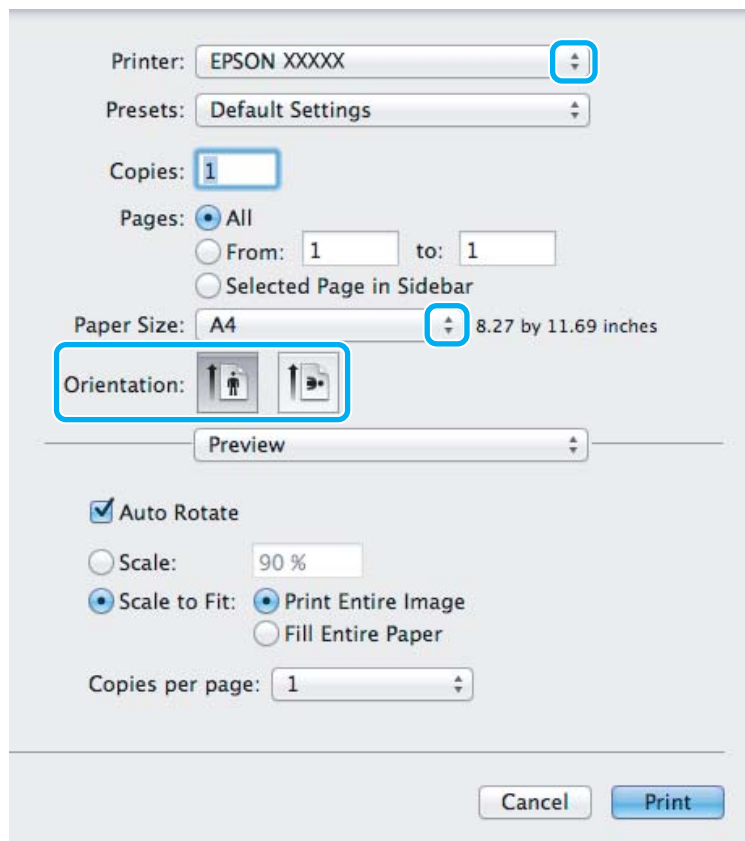 Printer: EPSON XXXXX
Presets: Default Settings
Copies: 1
Pages: All
From: 1 to: 1
Selected Page in Sidebar
Paper Size: A4 8.27 by 11.69 inches
Orientation:
Preview
Auto Rotate
Scale: 90 %
Scale to Fit: Print Entire Image
Fill Entire Paper
Copies per page: 1
Cancel Print